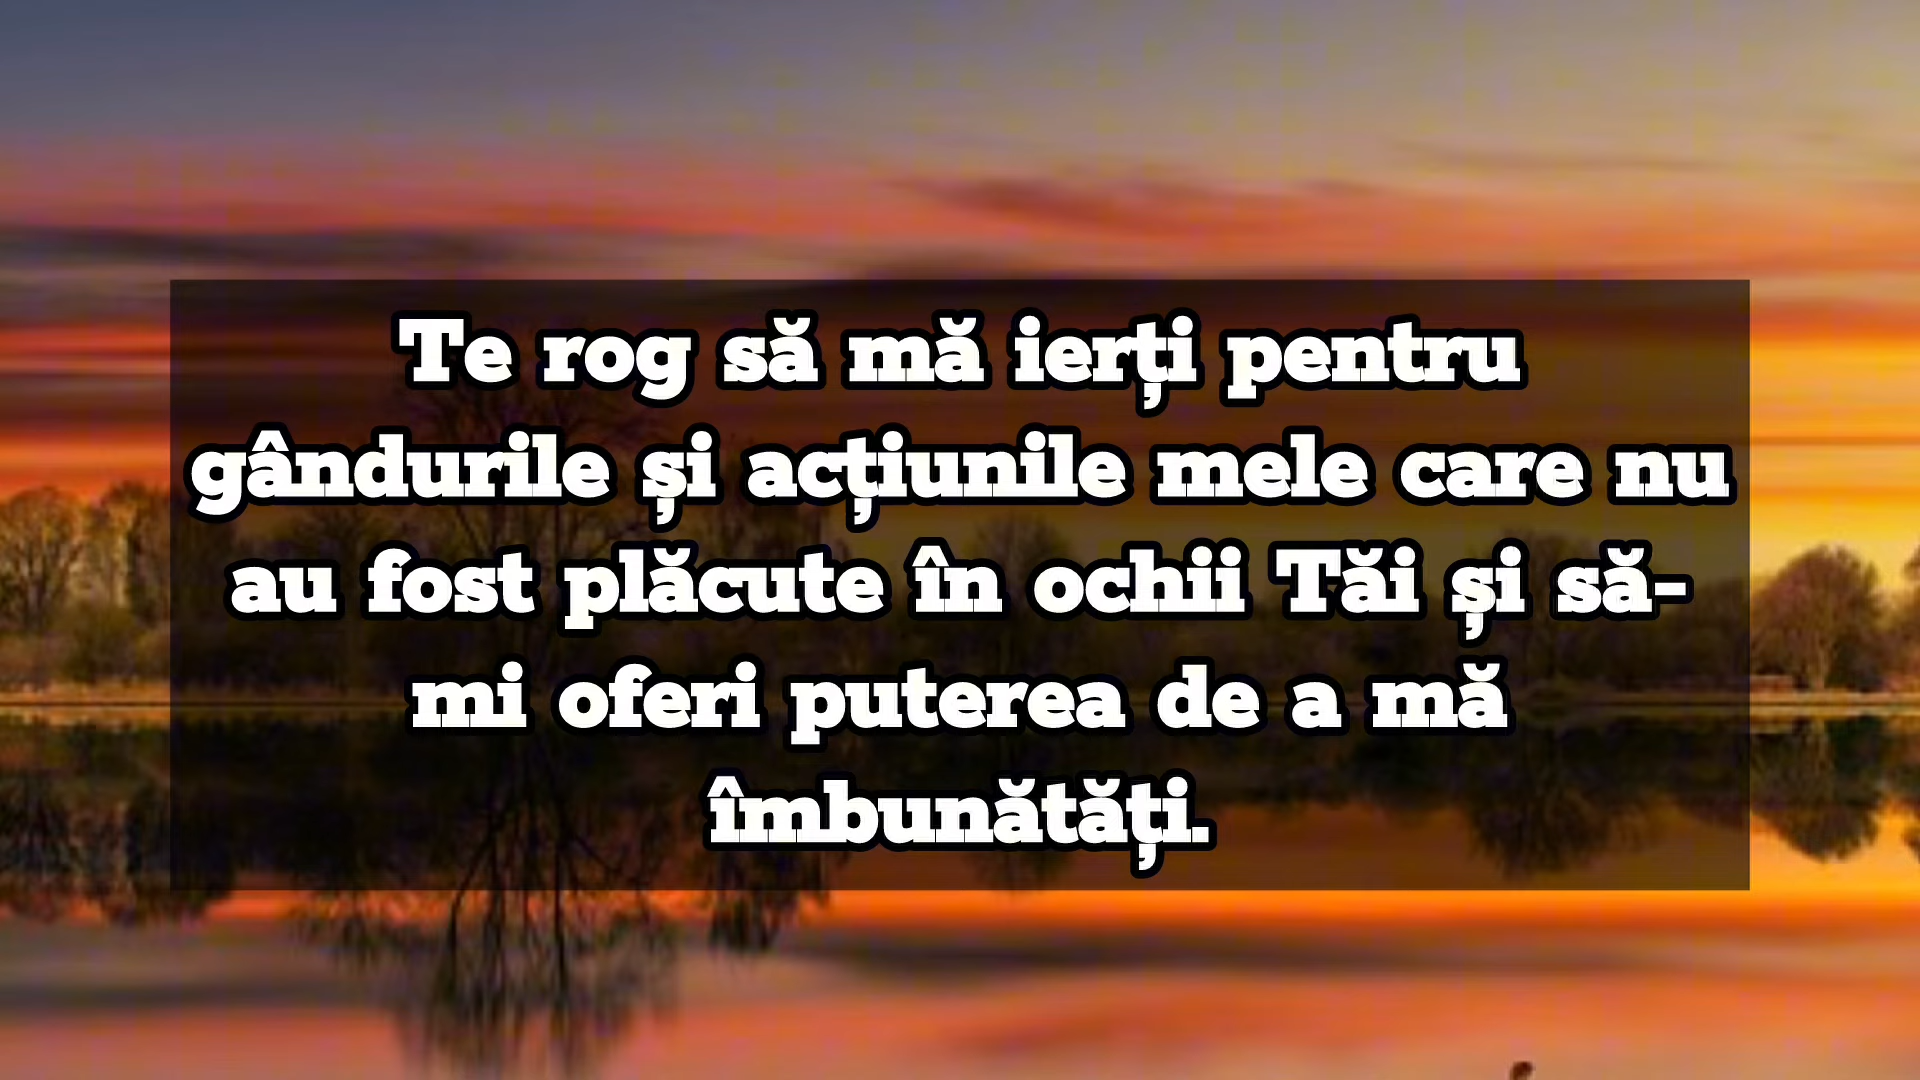 Te rog să mă ierți pentru
gândurile și acțiunile mele care nu
au fost plăcute în ochii Tăi și să-
mi oferi puterea de a mă
îmbunătăți.